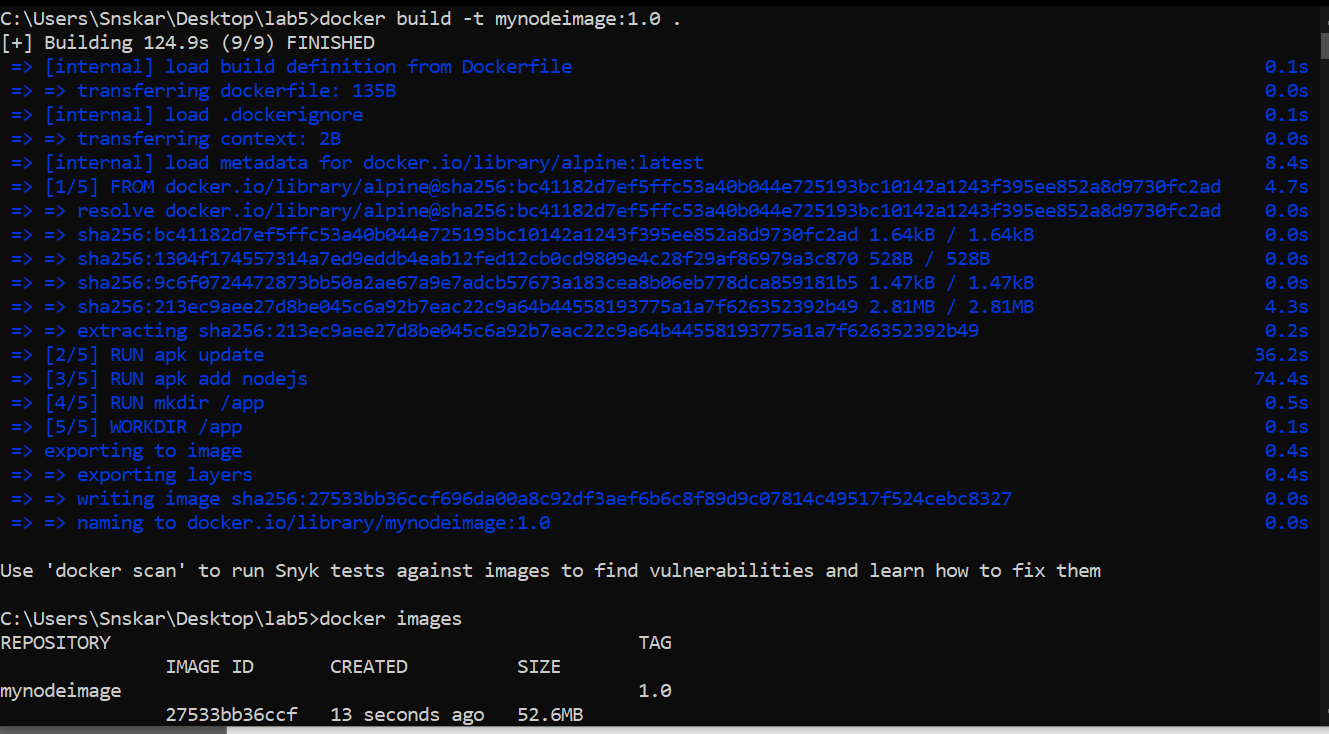 C:\Users\Snskar\Desktop\lab5>docker build -t mynodeimage:1.0 .
[+] Building 124.9s (9/9) FINISHED
=> [internal] load build definition from Dockerfile 0.1s
=> => transferring dockerfile: 135B 0.0s
=> [internal] load .dockerignore 0.1s
=> => transferring context: 2B 0.0s
=> [internal] load metadata for docker.io/library/alpine:latest 8.4s
=> [1/5] FROM docker.io/library/alpine@sha256:bc41182d7ef5ffc53a40b044e725193bc10142a1243f395ee852a8d9730fc2ad 4.7s
=> => resolve docker.io/library/alpine@sha256:bc41182d7ef5ffc53a40b044e725193bc10142a1243f395ee852a8d9730fc2ad 0.0s
=> => sha256:bc41182d7ef5ffc53a40b044e725193bc10142a1243f395ee852a8d9730fc2ad 1.64kB / 1.64kB 0.0s
=> => sha256:1304f174557314a7ed9eddb4eab12fed12cb0cd9809e4c28f29af86979a3c870 528B / 528B 0.0s
=> => sha256:9c6f0724472873bb50a2ae67a9e7adcb57673a183cea8b06eb778dca859181b5 1.47kB / 1.47kB 0.0s
=> => sha256:213ec9aee27d8be045c6a92b7eac22c9a64b44558193775a1a7f626352392b49 2.81MB / 2.81MB 4.3s
=> => extracting sha256:213ec9aee27d8be045c6a92b7eac22c9a64b44558193775a1a7f626352392b49 0.2s
=> [2/5] RUN apk update 36.2s
=> [3/5] RUN apk add nodejs 74.4s
=> [4/5] RUN mkdir /app 0.5s
=> [5/5] WORKDIR /app 0.1s
=> exporting to image 0.4s
=> => exporting layers 0.4s
=> => writing image sha256:27533bb36ccf696da00a8c92df3aef6b6c8f89d9c07814c49517f524cebc8327 0.0s
=> => naming to docker.io/library/mynodeimage:1.0 0.0s
Use 'docker scan' to run Snyk tests against images to find vulnerabilities and learn how to fix them
C:\Users\Snskar\Desktop\lab5>docker images
REPOSITORY TAG
IMAGE ID CREATED SIZE
mynodeimage 1.0
27533bb36ccf 13 seconds ago 52.6MB